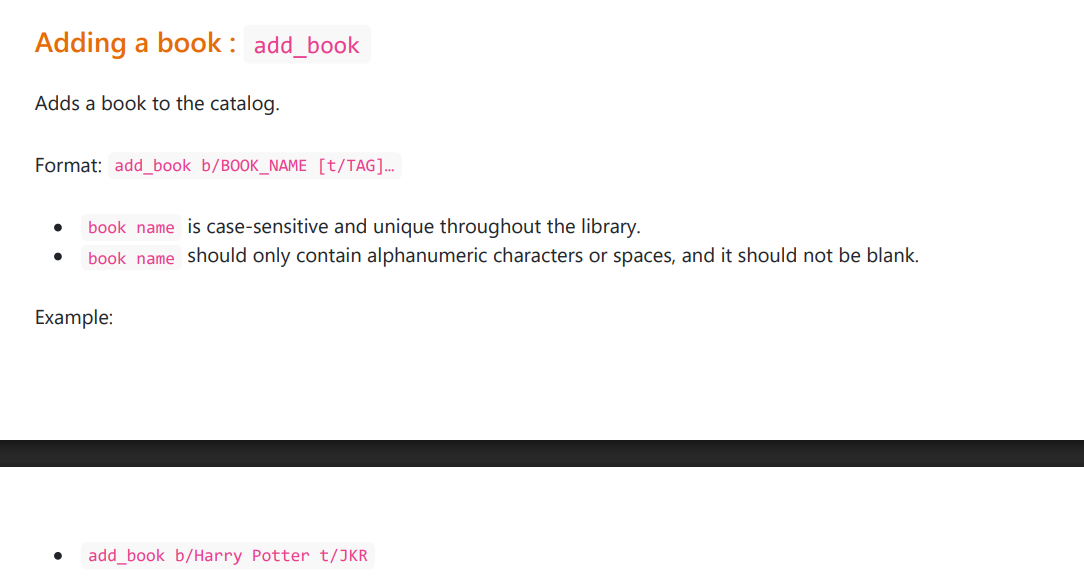 Adding a book : add_book
Adds a book to the catalog.
Format: add_book b/BOOK_NAME [t/TAG]…
• book name is case-sensitive and unique throughout the library.
• book name should only contain alphanumeric characters or spaces, and it should not be blank.
Example:
• add_book b/Harry Potter t/JKR